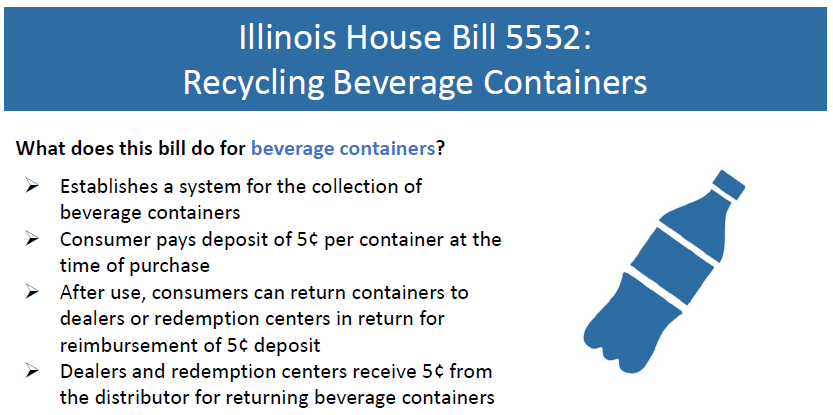 Illinois House Bill 5552:
Recycling Beverage Containers
What does this bill do for beverage containers?
➢ Establishes a system for the collection of
beverage containers
➢ Consumer pays deposit of 5¢ per container at the
time of purchase
➢ After use, consumers can return containers to
dealers or redemption centers in return for
reimbursement of 5¢ deposit
➢ Dealers and redemption centers receive 5¢ from
the distributor for returning beverage containers